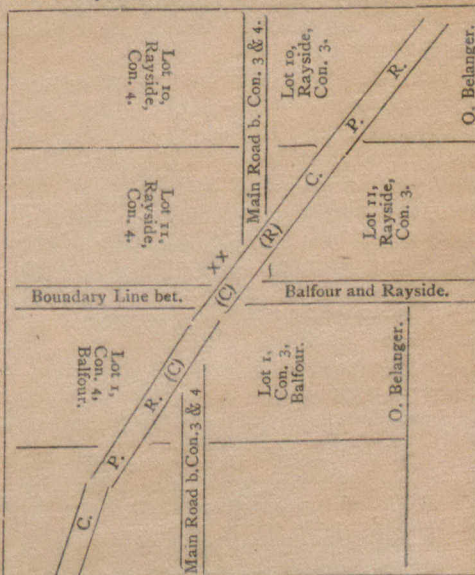 Lot 10,
Rayside,
Con. 4.
Main Road b. Con. 3 & 4.
Lot 10,
Rayside,
Con. 3.
O. Belanger.
C. P. R.
Lot 11,
Rayside,
Con. 4.
Lot 11,
Rayside,
Con. 3.
xx
(R)
(C)
Boundary Line bet.
Balfour and Rayside.
Lot 1,
Con. 4,
Balfour.
Lot 1,
Con. 3,
Balfour.
O. Belanger.
(C)
C. P. R.
Main Road b. Con. 3 & 4